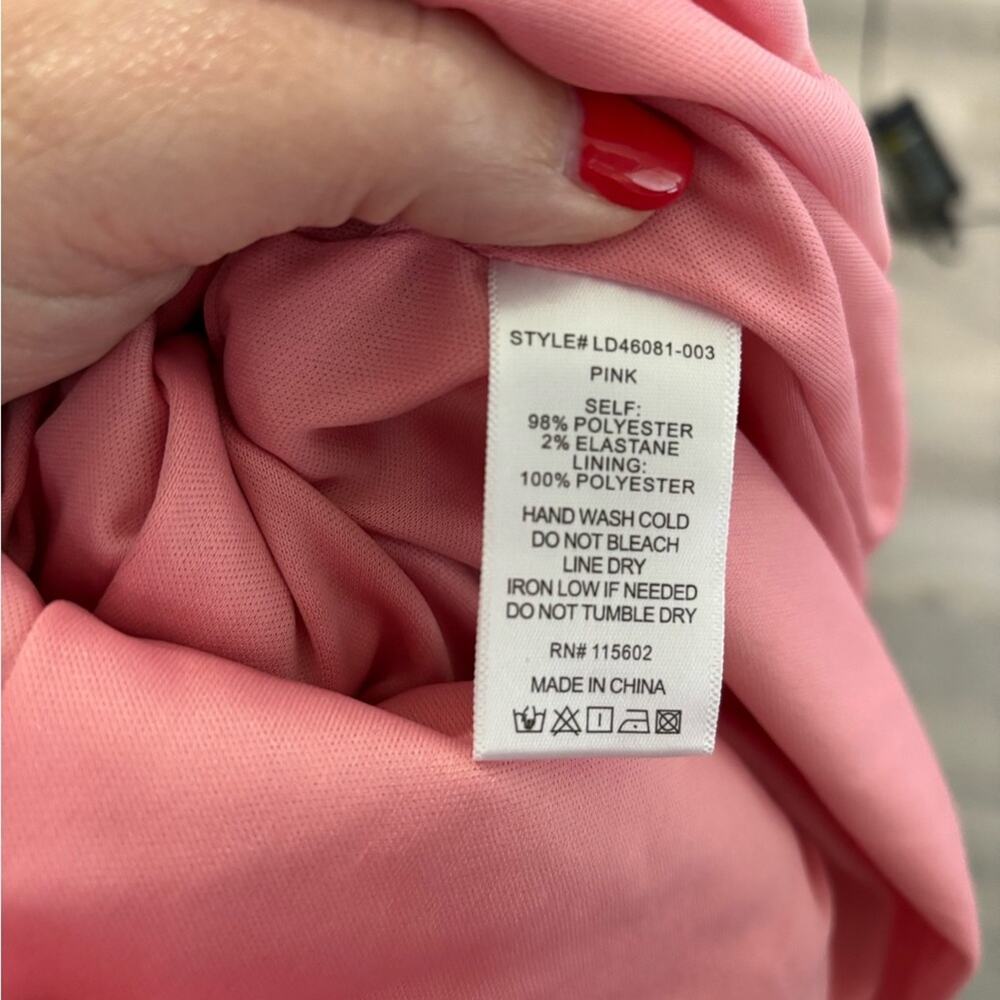 STYLE# LD46081-003
PINK
SELF:
98% POLYESTER
2% ELASTANE
LINING:
100% POLYESTER
HAND WASH COLD
DO NOT BLEACH
LINE DRY
IRON LOW IF NEEDED
DO NOT TUMBLE DRY
RN# 115602
MADE IN CHINA